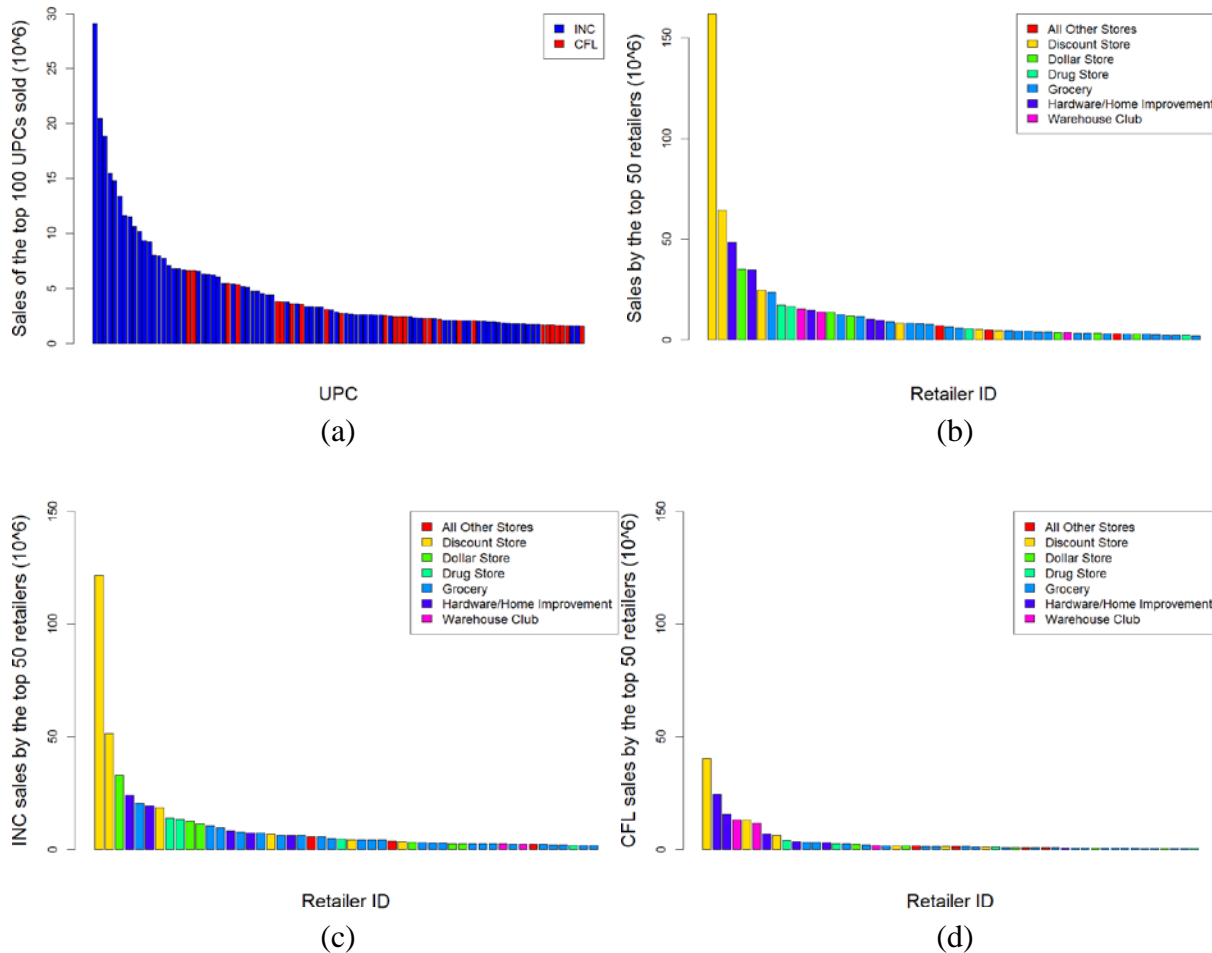 Sales of the top 100 UPCs sold (10^6)
0
5
10
15
20
25
30
INC
CFL
UPC
(a)
Sales by the top 50 retailers (10^6)
0
50
100
150
All Other Stores
Discount Store
Dollar Store
Drug Store
Grocery
Hardware/Home Improvement
Warehouse Club
Retailer ID
(b)
INC sales by the top 50 retailers (10^6)
0
50
100
150
All Other Stores
Discount Store
Dollar Store
Drug Store
Grocery
Hardware/Home Improvement
Warehouse Club
Retailer ID
(c)
CFL sales by the top 50 retailers (10^6)
0
50
100
150
All Other Stores
Discount Store
Dollar Store
Drug Store
Grocery
Hardware/Home Improvement
Warehouse Club
Retailer ID
(d)